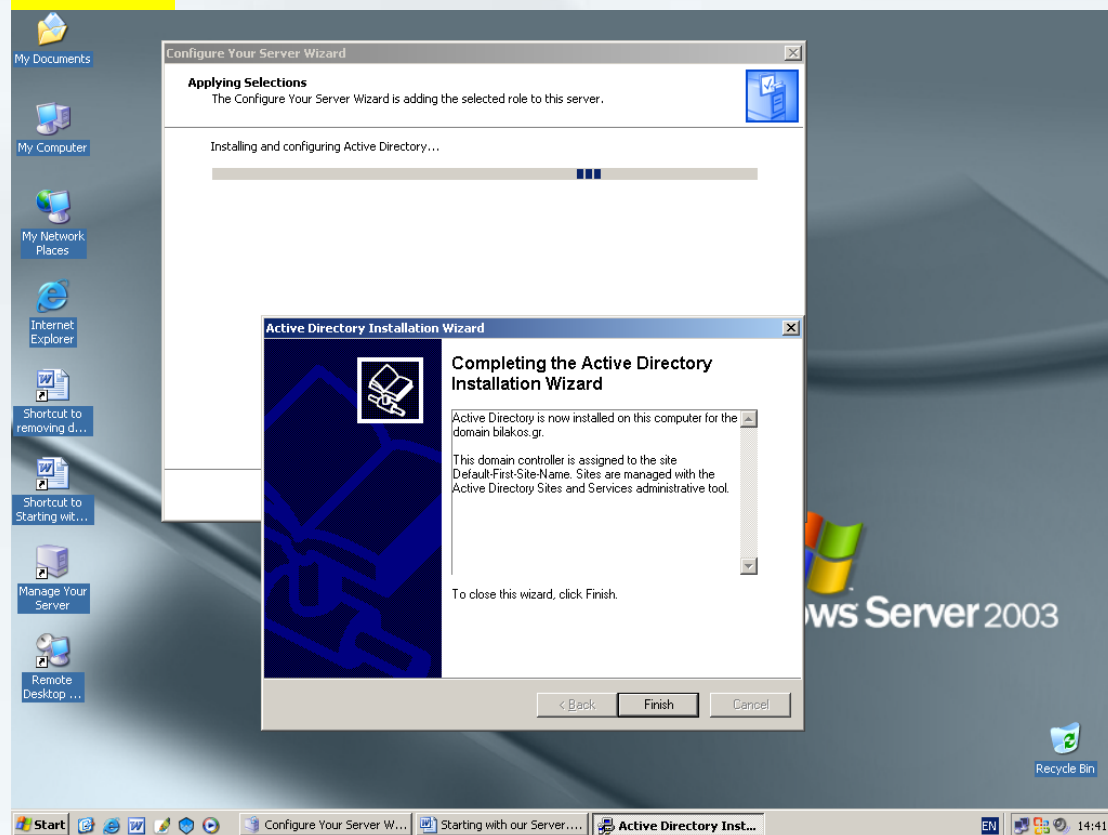 My Documents
My Computer
My Network
Places
Internet
Explorer
Shortcut to
removing d...
Shortcut to
Starting wit...
Manage Your
Server
Remote
Desktop ...
Configure Your Server Wizard
Applying Selections
The Configure Your Server Wizard is adding the selected role to this server.
Installing and configuring Active Directory...
Active Directory Installation Wizard
Completing the Active Directory
Installation Wizard
Active Directory is now installed on this computer for the
domain bilakos.gr.
This domain controller is assigned to the site
Default-First-Site-Name. Sites are managed with the
Active Directory Sites and Services administrative tool.
To close this wizard, click Finish.
< Back
Finish
Cancel
ows Server 2003
Recycle Bin
Start
Configure Your Server W...
Starting with our Server....
Active Directory Inst...
EN
14:41